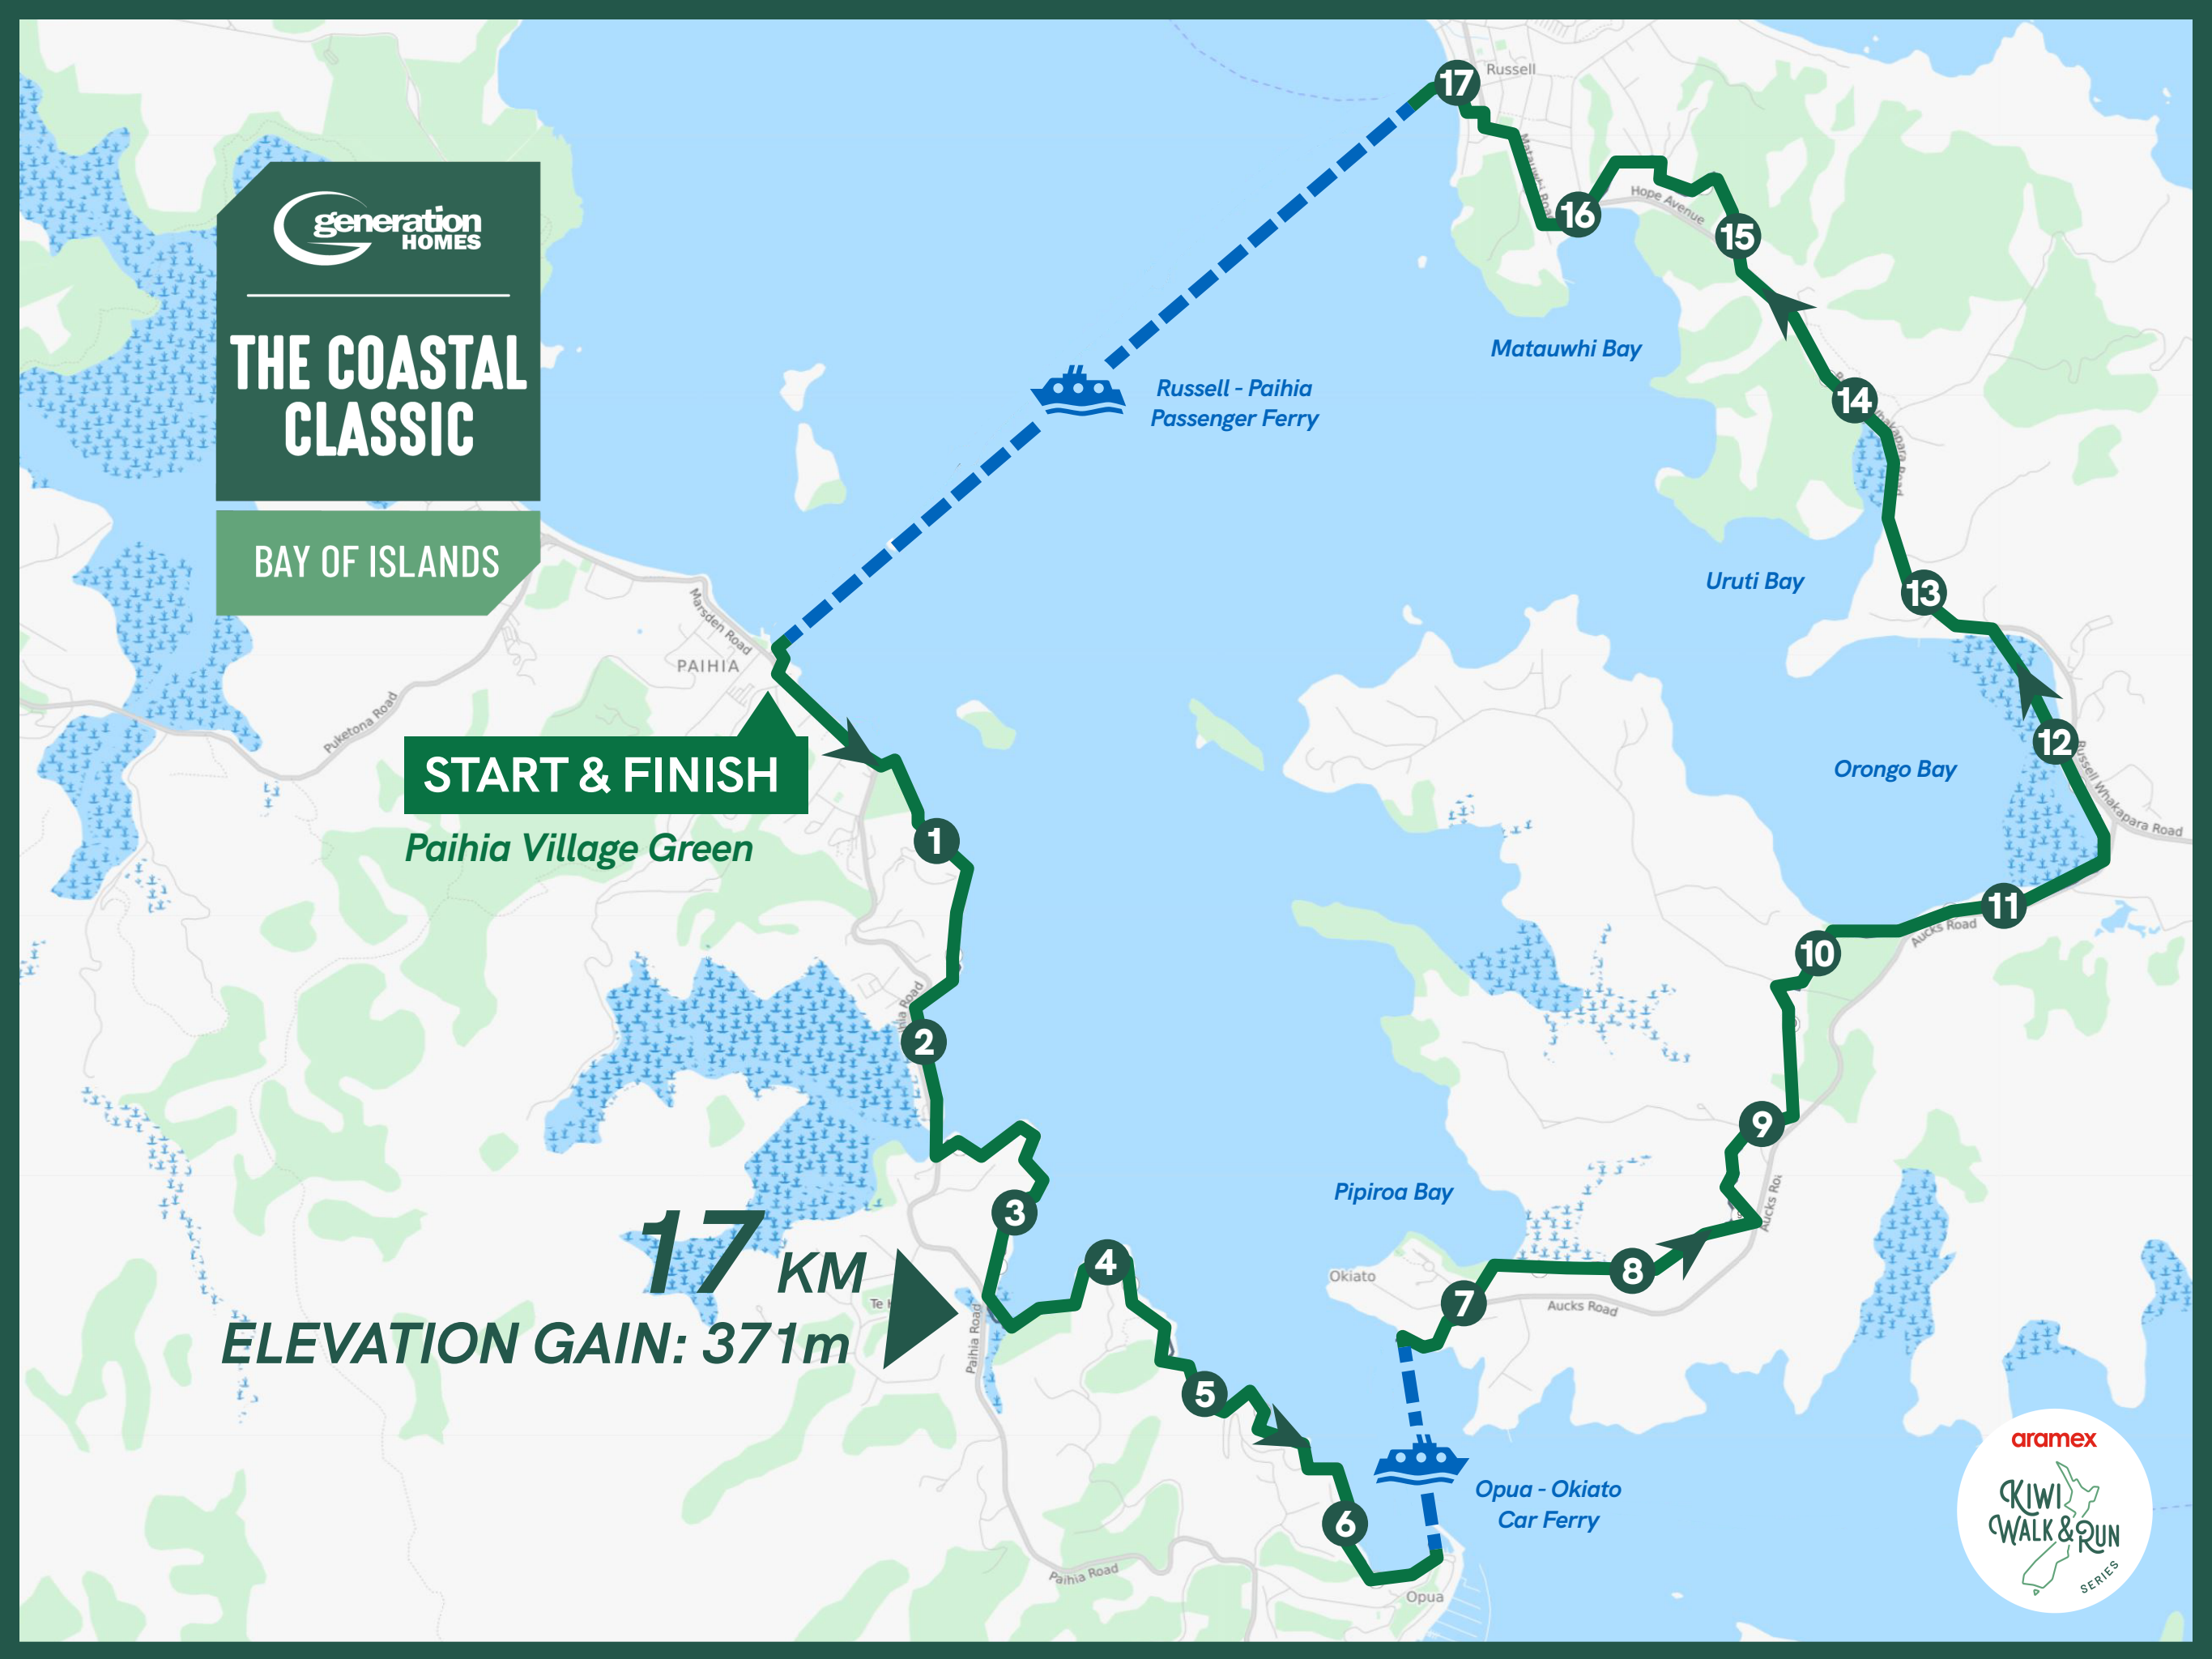 generation
HOMES
THE COASTAL
CLASSIC
BAY OF ISLANDS
Russell
17
Matauwhi Road
16
Hope Avenue
15
Matauwhi Bay
14
Russell - Paihia
Passenger Ferry
Uruti Bay
13
Marsden Road
PAIHIA
Puketona Road
START & FINISH
Paihia Village Green
Orongo Bay
12
Russell Whakapara Road
1
11
Aucks Road
10
2
9
Aucks
Pipiroa Bay
3
17 KM
ELEVATION GAIN: 371m
4
Okiato
8
7
Aucks Road
Paihia Road
5
6
Opua - Okiato
Car Ferry
Paihia Road
Opua
aramex
KIWI
WALK & RUN
SERIES